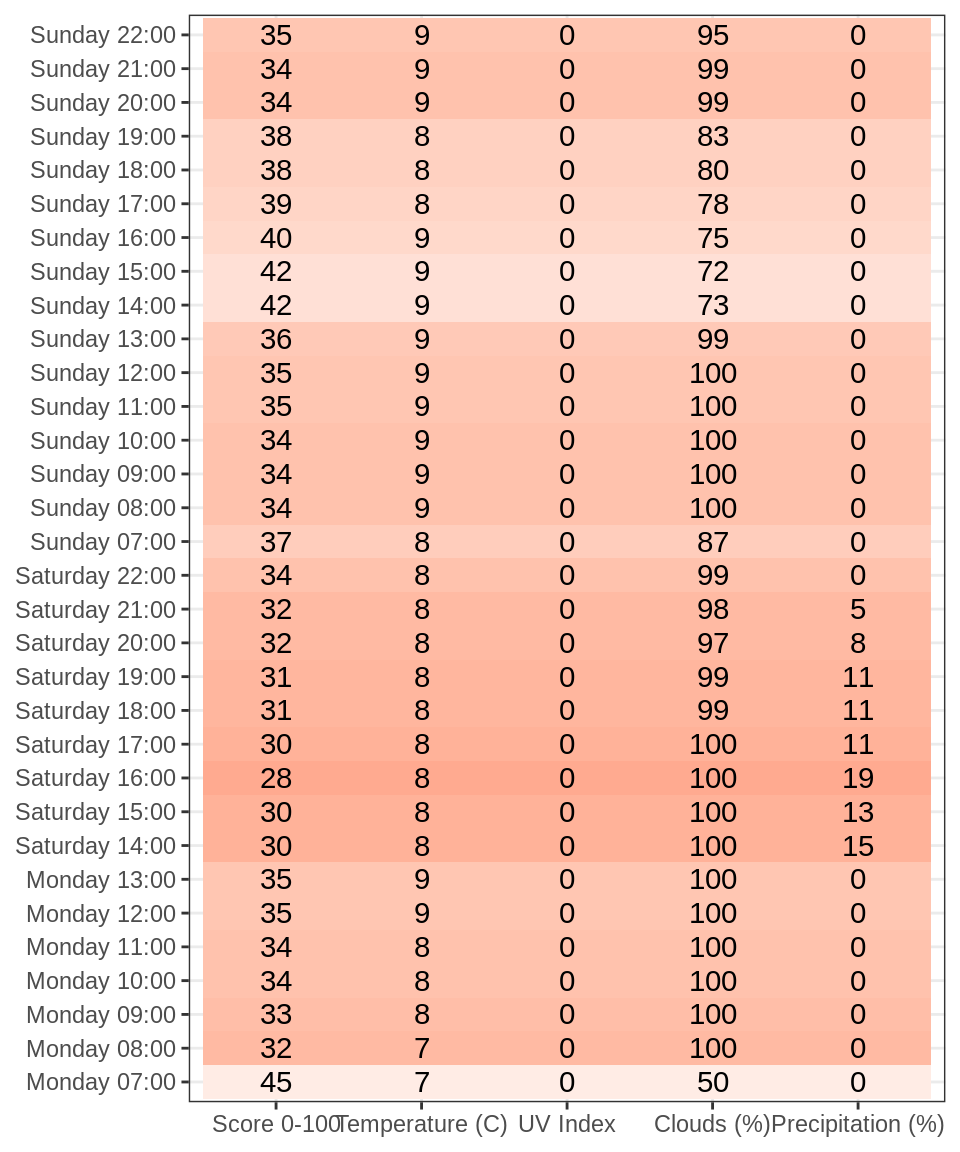 Sunday 22:00 35 9 0 95 0
Sunday 21:00 34 9 0 99 0
Sunday 20:00 34 9 0 99 0
Sunday 19:00 38 8 0 83 0
Sunday 18:00 38 8 0 80 0
Sunday 17:00 39 8 0 78 0
Sunday 16:00 40 9 0 75 0
Sunday 15:00 42 9 0 72 0
Sunday 14:00 42 9 0 73 0
Sunday 13:00 36 9 0 99 0
Sunday 12:00 35 9 0 100 0
Sunday 11:00 35 9 0 100 0
Sunday 10:00 34 9 0 100 0
Sunday 09:00 34 9 0 100 0
Sunday 08:00 34 9 0 100 0
Sunday 07:00 37 8 0 87 0
Saturday 22:00 34 8 0 99 0
Saturday 21:00 32 8 0 98 5
Saturday 20:00 32 8 0 97 8
Saturday 19:00 31 8 0 99 11
Saturday 18:00 31 8 0 99 11
Saturday 17:00 30 8 0 100 11
Saturday 16:00 28 8 0 100 19
Saturday 15:00 30 8 0 100 13
Saturday 14:00 30 8 0 100 15
Monday 13:00 35 9 0 100 0
Monday 12:00 35 9 0 100 0
Monday 11:00 34 8 0 100 0
Monday 10:00 34 8 0 100 0
Monday 09:00 33 8 0 100 0
Monday 08:00 32 7 0 100 0
Monday 07:00 45 7 0 50 0
Score 0-100 Temperature (C) UV Index Clouds (%) Precipitation (%)